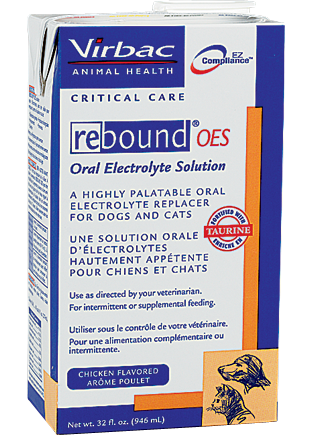 Virbac
ANIMAL HEALTH
EZ
Compliance™
CRITICAL CARE
rebound® OES
Oral Electrolyte Solution
A HIGHLY PALATABLE ORAL
ELECTROLYTE REPLACER
FOR DOGS AND CATS
UNE SOLUTION ORALE
D'ÉLECTROLYTES
HAUTEMENT APPÉTENTE
POUR CHIENS ET CHATS
FORTIFIED WITH
TAURINE
ENRICHIE EN
Use as directed by your veterinarian.
For intermittent or supplemental feeding.
Utiliser sous le contrôle de votre vétérinaire.
Pour une alimentation complémentaire ou
intermittente.
CHICKEN FLAVORED
ARÔME POULET
Net wt. 32 fl. oz. (946 mL)